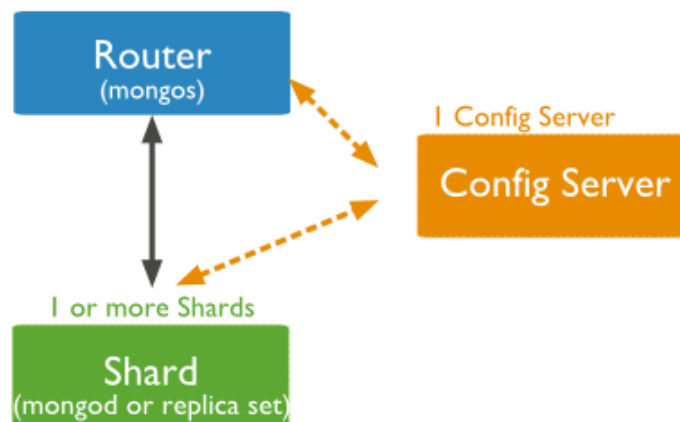 Router
(mongos)
1 Config Server
Config Server
1 or more Shards
Shard
(mongod or replica set)